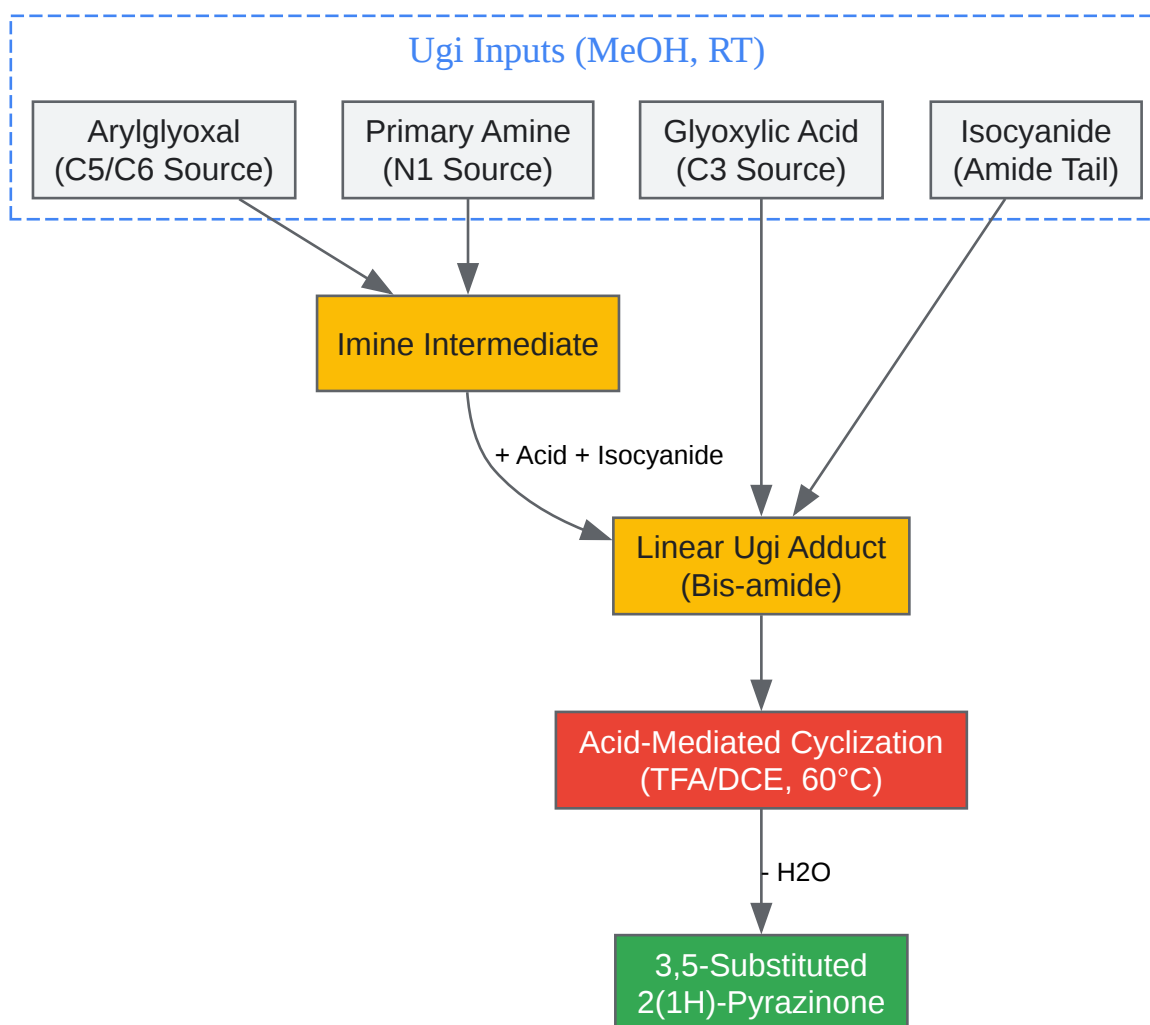 Ugi Inputs (MeOH, RT)
Arylglyoxal
(C5/C6 Source)
Primary Amine
(N1 Source)
Glyoxylic Acid
(C3 Source)
Isocyanide
(Amide Tail)
Imine Intermediate
+ Acid + Isocyanide
Linear Ugi Adduct
(Bis-amide)
Acid-Mediated Cyclization
(TFA/DCE, 60°C)
- H2O
3,5-Substituted
2(1H)-Pyrazinone